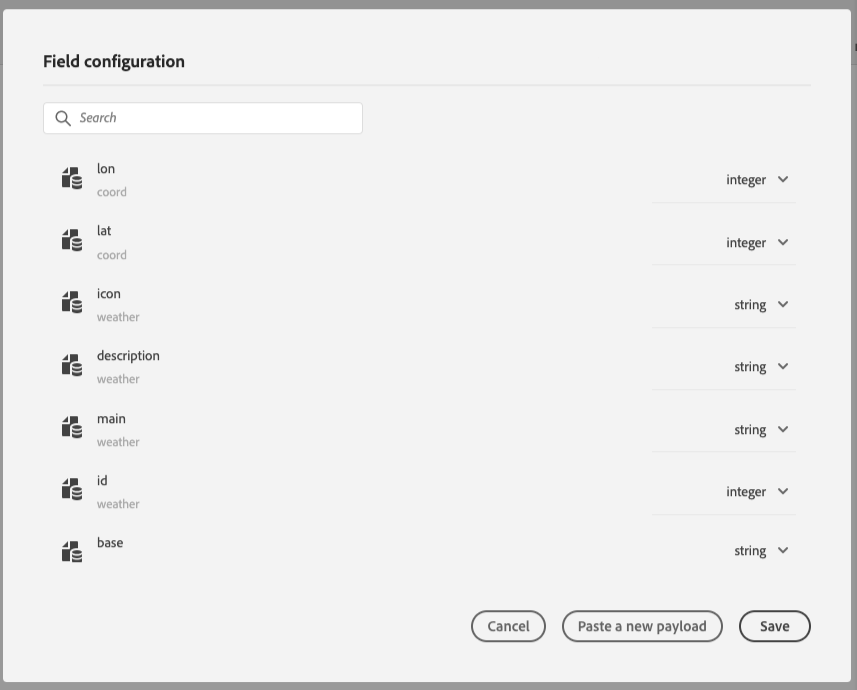 Field configuration
Search
lon
coord
integer
lat
coord
integer
icon
weather
string
description
weather
string
main
weather
string
id
weather
integer
base
string
Cancel
Paste a new payload
Save